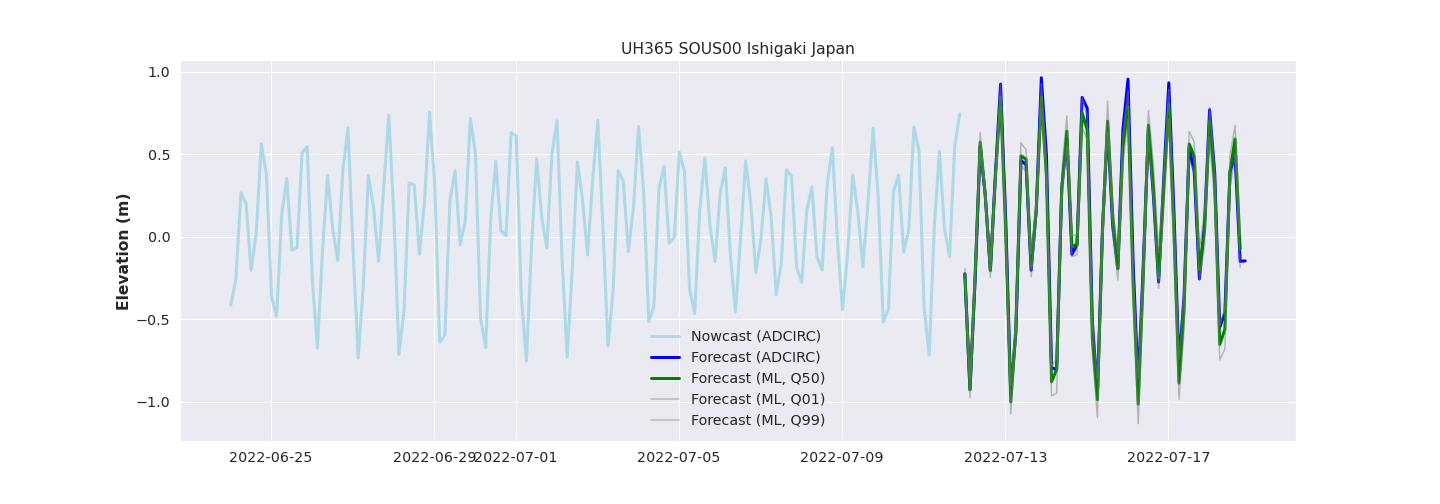 UH365 SOUS00 Ishigaki Japan
Elevation (m)
1.0
0.5
0.0
−0.5
−1.0
Nowcast (ADCIRC)
Forecast (ADCIRC)
Forecast (ML, Q50)
Forecast (ML, Q01)
Forecast (ML, Q99)
2022-06-25 2022-06-29 2022-07-01 2022-07-05 2022-07-09 2022-07-13 2022-07-17